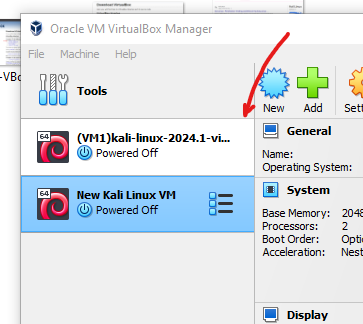 -VBo
Oracle VM VirtualBox Manager
File Machine Help
Tools
New Add Sett
64
(VM1)kali-linux-2024.1-vi...
Powered Off
64
New Kali Linux VM
Powered Off
General
Name:
Operating System:
System
Base Memory: 2048
Processors: 2
Boot Order: Optic
Acceleration: Nest
Display